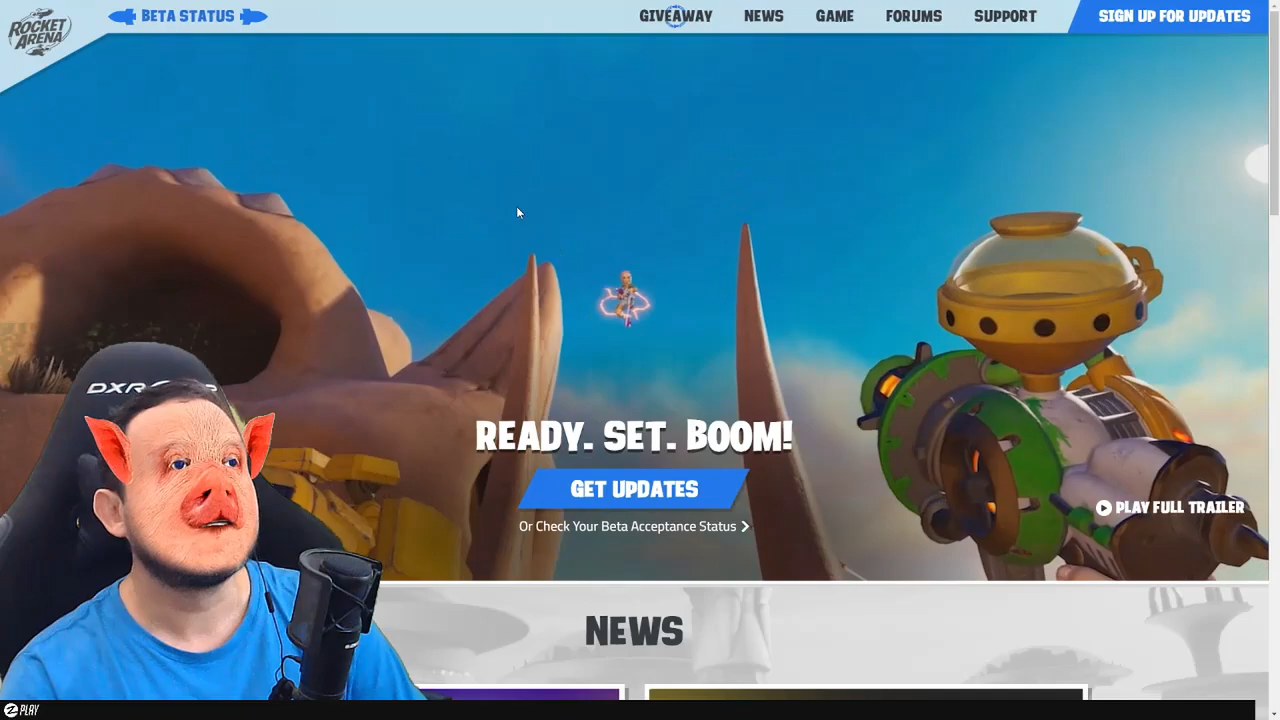 ROCKET
ARENA
BETA STATUS
GIVEAWAY
NEWS
GAME
FORUMS
SUPPORT
SIGN UP FOR UPDATES
READY. SET. BOOM!
GET UPDATES
Or Check Your Beta Acceptance Status
PLAY FULL TRAILER
NEWS
PLAY